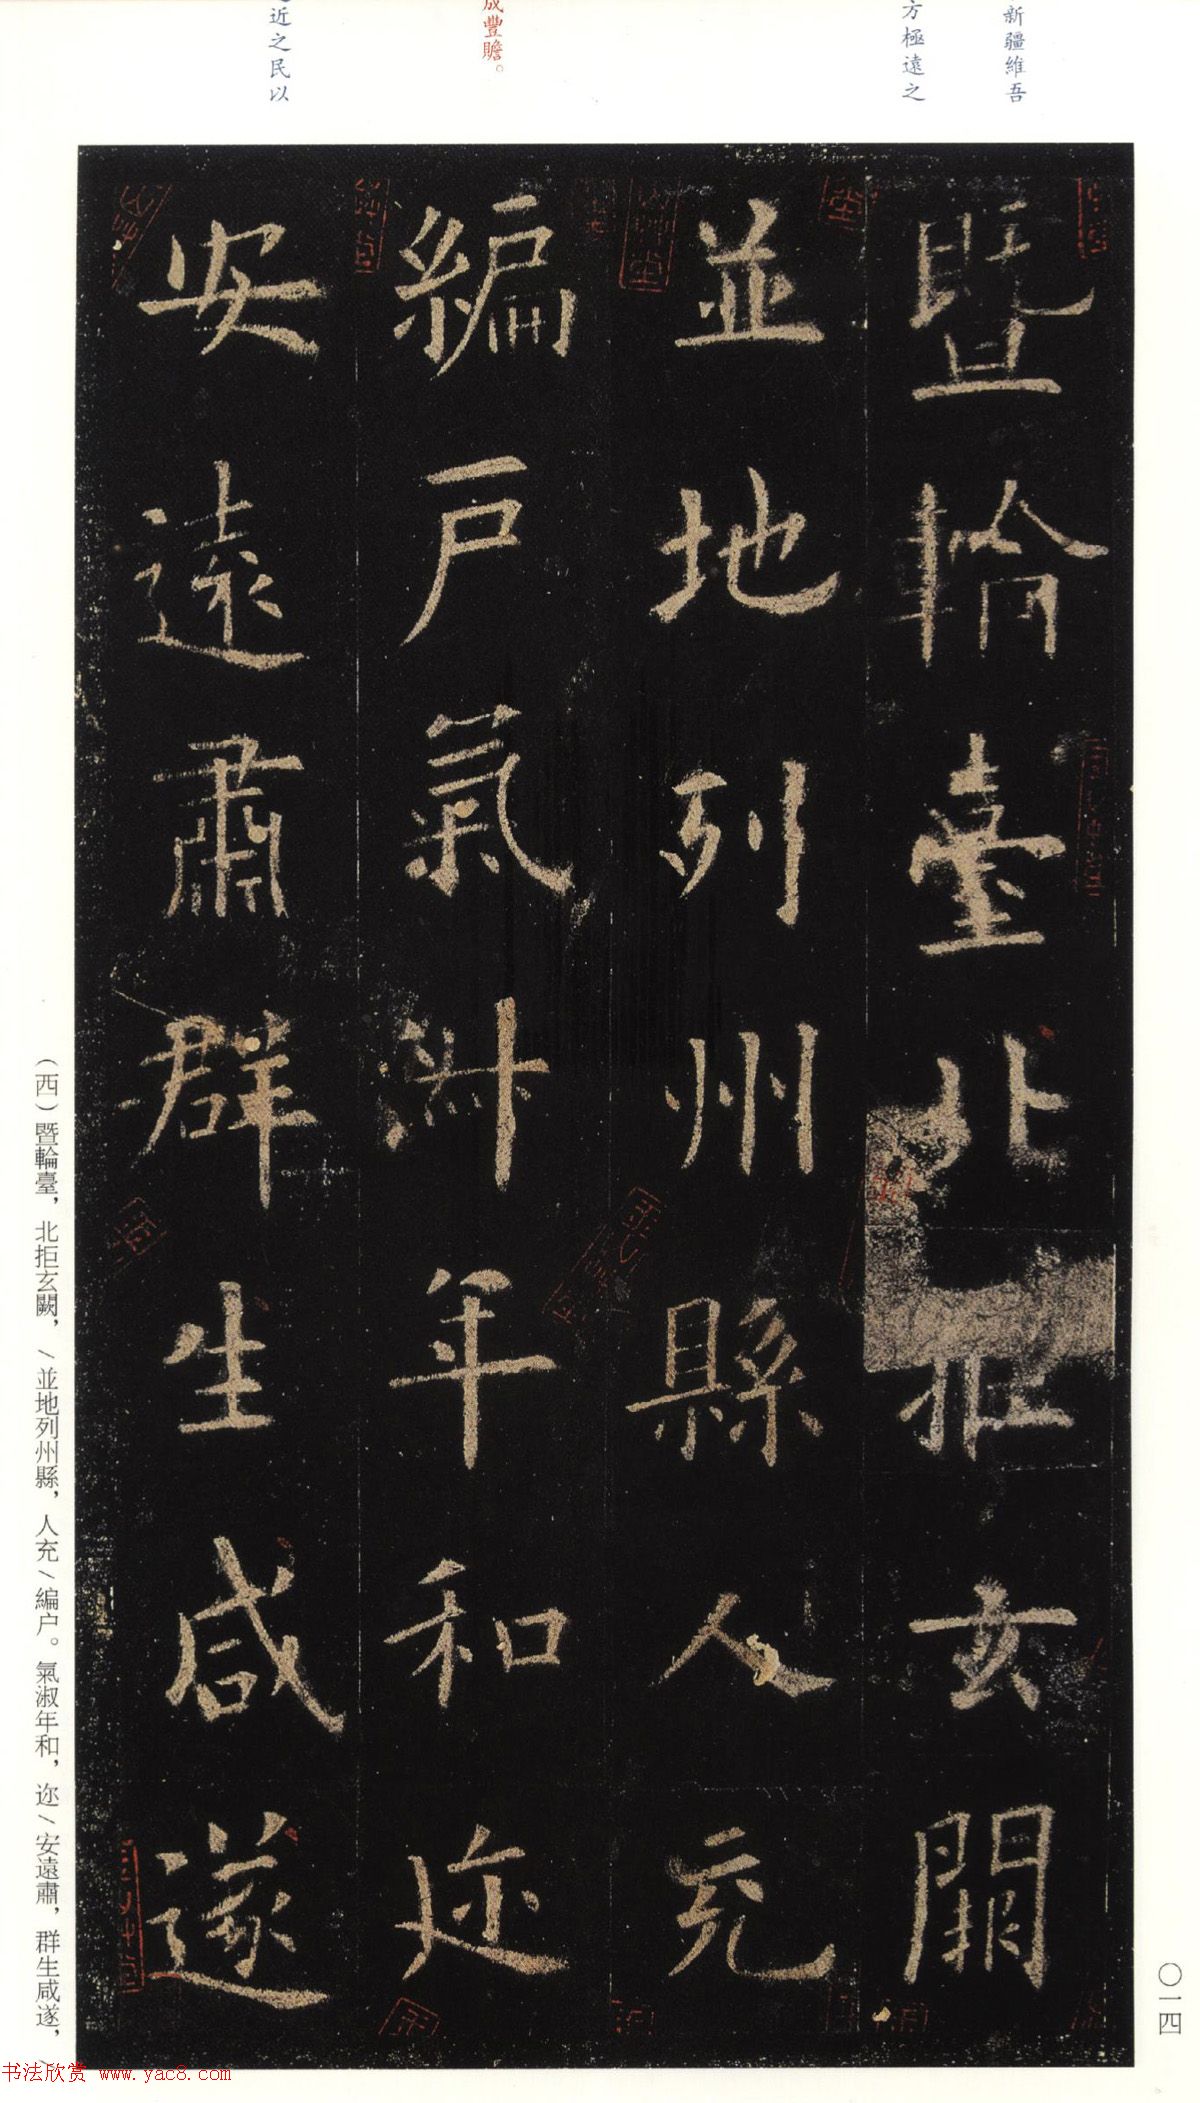 新疆維吾
方極遠之
成豐贍。
近之民以
暨輪臺北拒玄闕
並地列州縣人充
編戶氣淑年和迩
安遠肅群生咸遂
（西）暨輪臺，北拒玄闕，/並地列州縣，人充/編户。氣淑年和，迩/安遠肅，群生咸遂，/
〇一四
书法欣赏 www.yac8.com